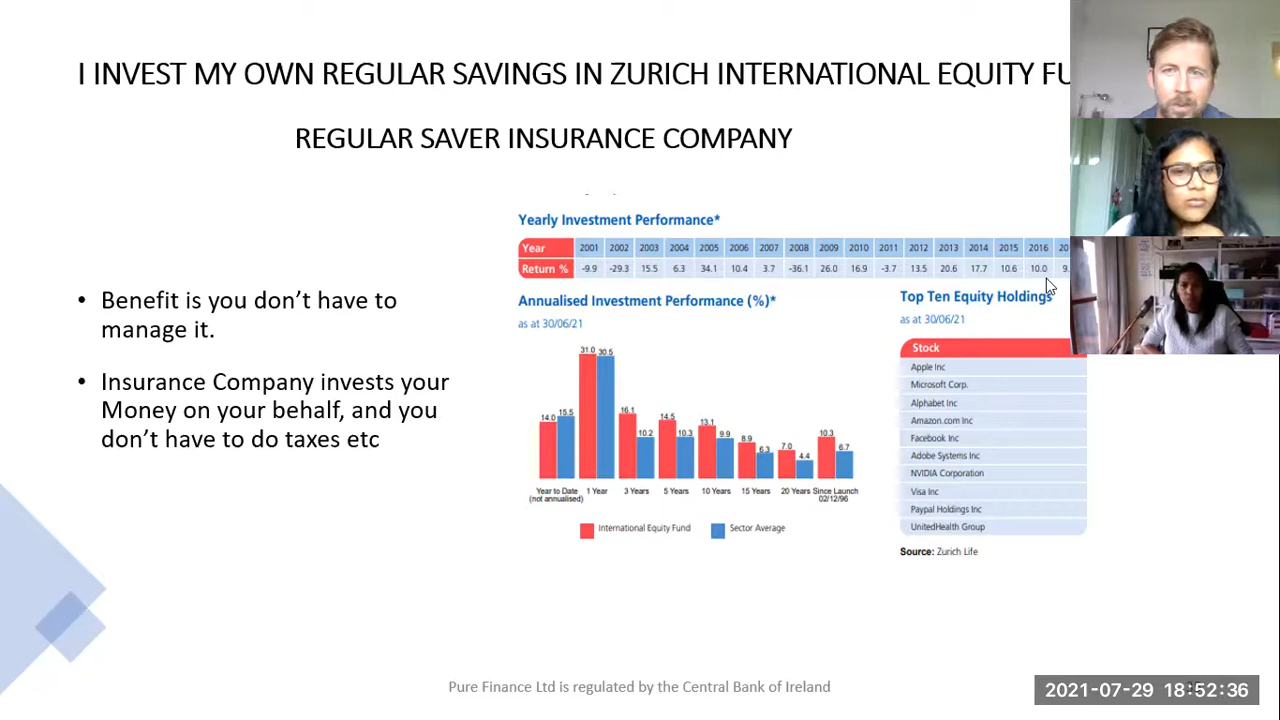 I INVEST MY OWN REGULAR SAVINGS IN ZURICH INTERNATIONAL EQUITY
REGULAR SAVER INSURANCE COMPANY
• Benefit is you don’t have to
manage it.
• Insurance Company invests your
Money on your behalf, and you
don’t have to do taxes etc
Yearly Investment Performance*
Year 2001 2002 2003 2004 2005 2006 2007 2008 2009 2010 2011 2012 2013 2014 2015 2016
Return % -9.9 -29.3 15.5 6.3 34.1 10.4 3.7 -36.1 26.0 16.9 -3.7 13.5 20.6 17.7 10.6 10.0
Annualised Investment Performance (%)*
as at 30/06/21
31.0 30.5
14.0 15.5
16.1 10.2
14.5 10.3
13.1 9.9
8.9 6.3
7.0 4.4
10.3 6.7
Year to Date 1 Year 3 Years 5 Years 10 Years 15 Years 20 Years Since Launch
(not annualised) 02/12/96
International Equity Fund Sector Average
Top Ten Equity Holdings
as at 30/06/21
Stock
Apple Inc
Microsoft Corp.
Alphabet Inc
Amazon.com Inc
Facebook Inc
Adobe Systems Inc
NVIDIA Corporation
Visa Inc
Paypal Holdings Inc
UnitedHealth Group
Source: Zurich Life
Pure Finance Ltd is regulated by the Central Bank of Ireland
2021-07-29 18:52:36